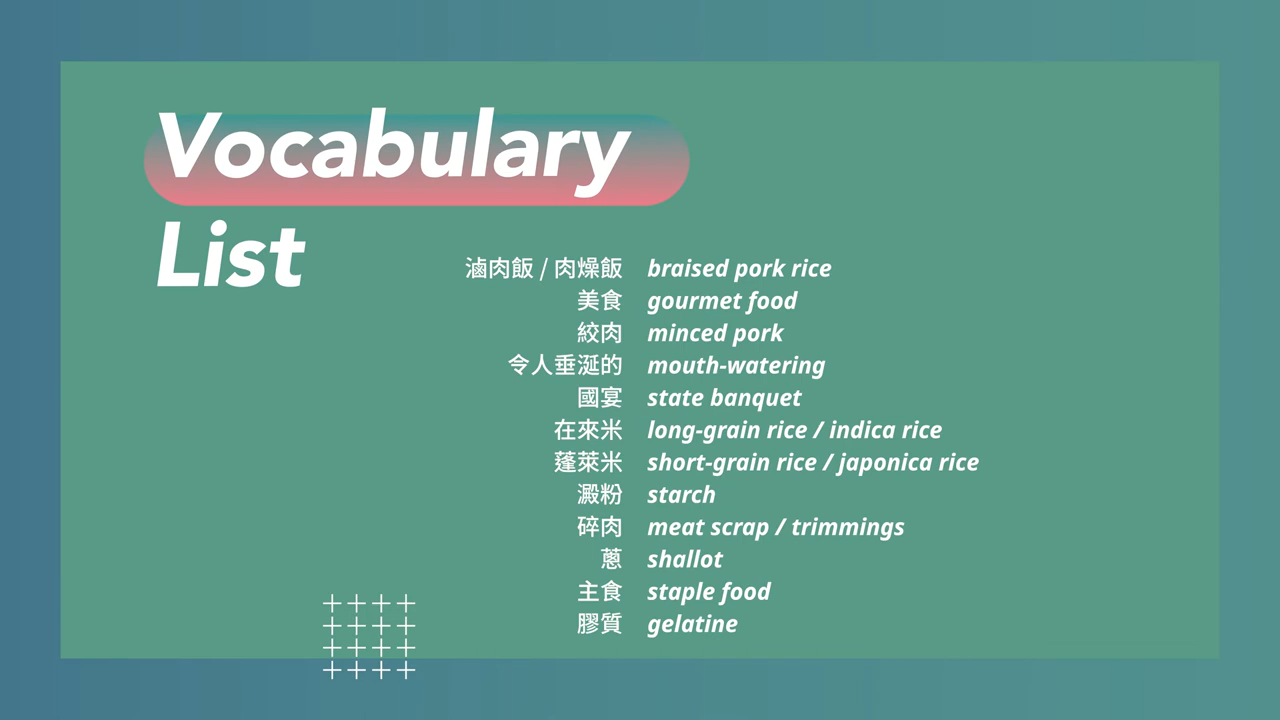 Vocabulary
List
滷肉飯 / 肉燥飯 braised pork rice
美食 gourmet food
絞肉 minced pork
令人垂涎的 mouth-watering
國宴 state banquet
在來米 long-grain rice / indica rice
蓬萊米 short-grain rice / japonica rice
澱粉 starch
碎肉 meat scrap / trimmings
蔥 shallot
主食 staple food
膠質 gelatine